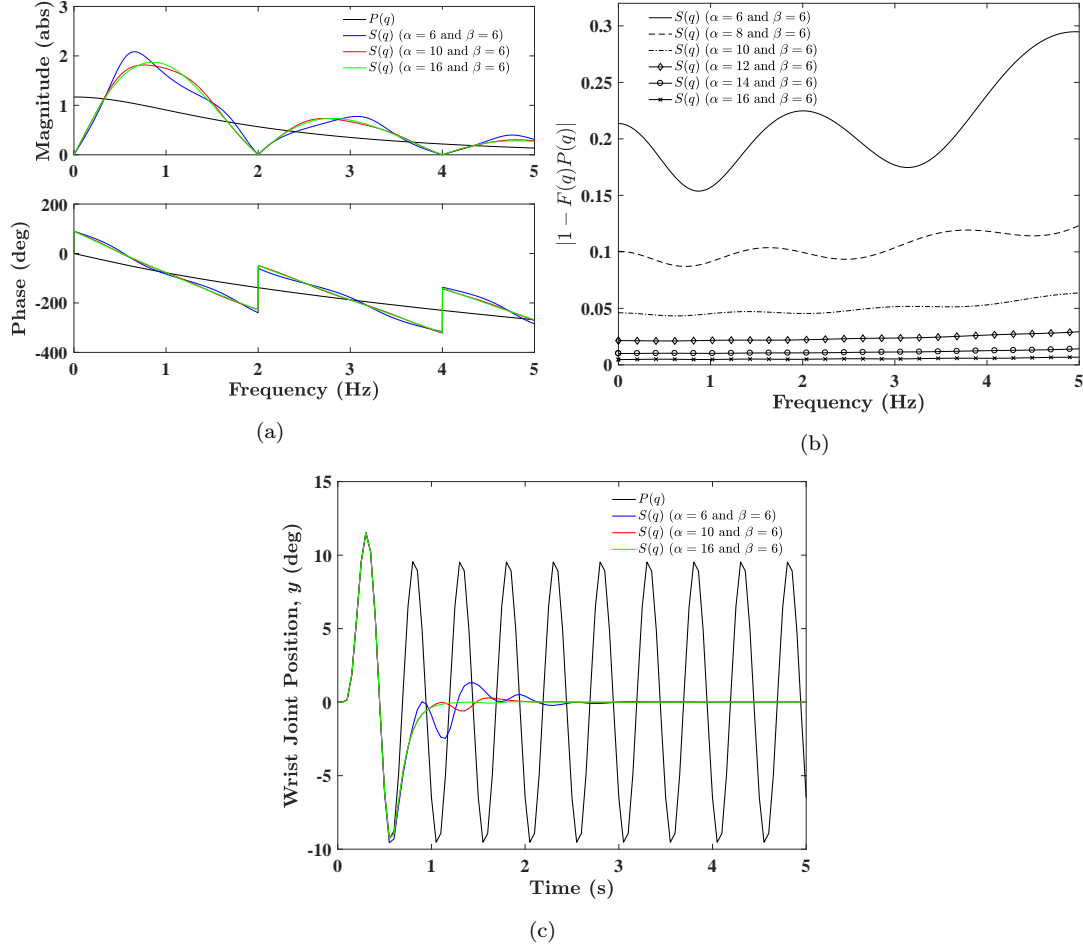 Magnitude (abs)
3
2
1
0
0 1 2 3 4 5
P(q)
S(q) (α = 6 and β = 6)
S(q) (α = 10 and β = 6)
S(q) (α = 16 and β = 6)
Phase (deg)
200
0
-200
-400
0 1 2 3 4 5
Frequency (Hz)
(a)
|1 − F(q)P(q)|
0.3
0.25
0.2
0.15
0.1
0.05
0
0 1 2 3 4 5
S(q) (α = 6 and β = 6)
S(q) (α = 8 and β = 6)
S(q) (α = 10 and β = 6)
S(q) (α = 12 and β = 6)
S(q) (α = 14 and β = 6)
S(q) (α = 16 and β = 6)
Frequency (Hz)
(b)
Wrist Joint Position, y (deg)
15
10
5
0
-5
-10
0 1 2 3 4 5
P(q)
S(q) (α = 6 and β = 6)
S(q) (α = 10 and β = 6)
S(q) (α = 16 and β = 6)
Time (s)
(c)